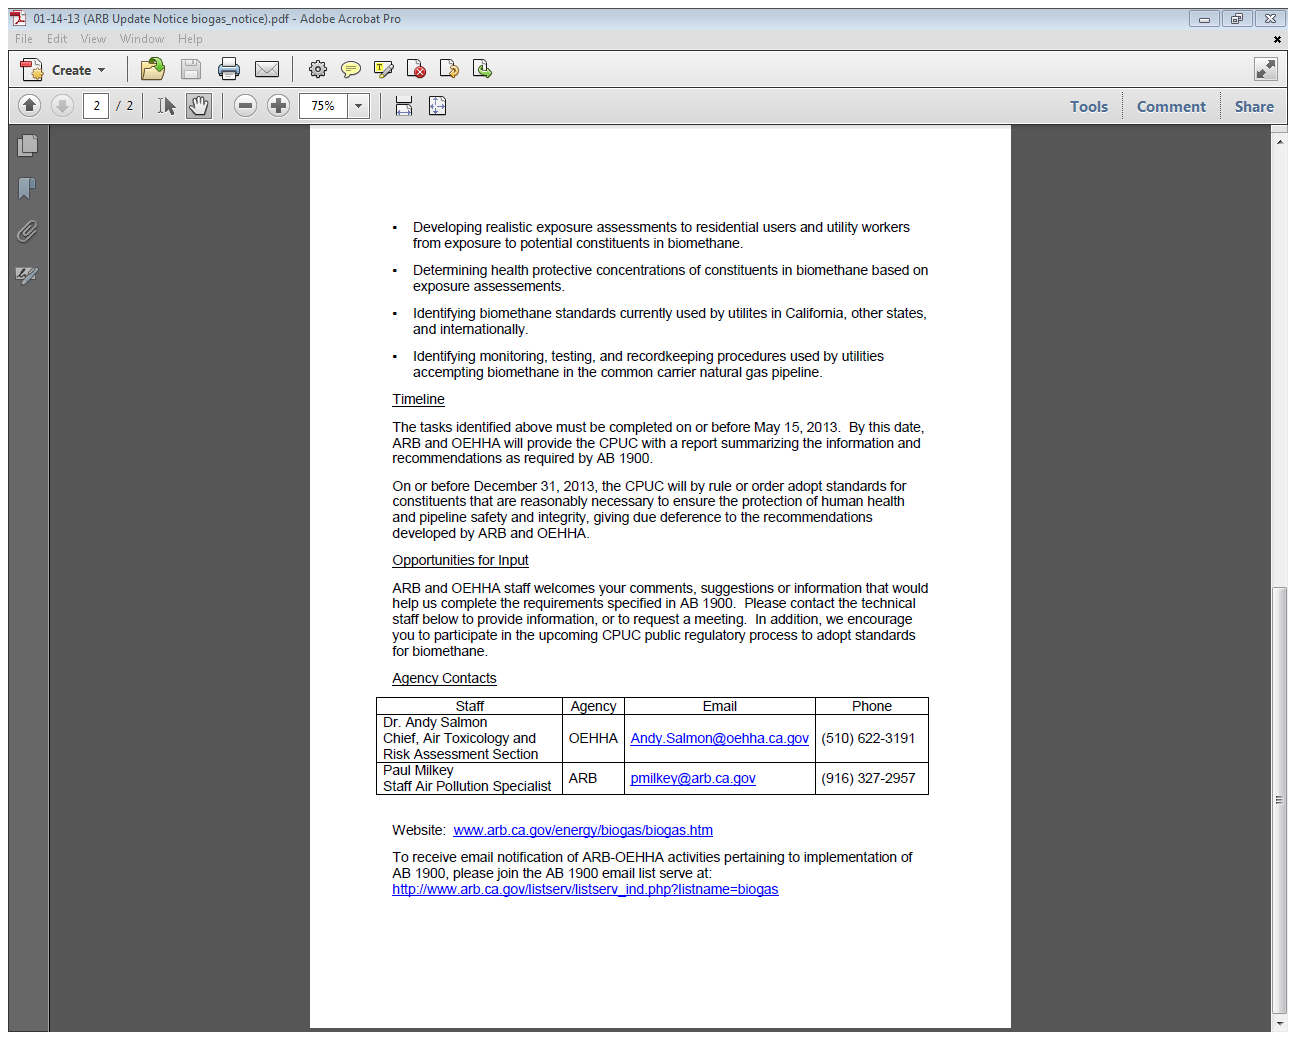 01-14-13 (ARB Update Notice biogas_notice).pdf - Adobe Acrobat Pro
File Edit View Window Help
Create
2 / 2 75% Tools Comment Share
▪ Developing realistic exposure assessments to residential users and utility workers
from exposure to potential constituents in biomethane.
▪ Determining health protective concentrations of constituents in biomethane based on
exposure assessements.
▪ Identifying biomethane standards currently used by utilites in California, other states,
and internationally.
▪ Identifying monitoring, testing, and recordkeeping procedures used by utilities
accempting biomethane in the common carrier natural gas pipeline.
Timeline
The tasks identified above must be completed on or before May 15, 2013. By this date,
ARB and OEHHA will provide the CPUC with a report summarizing the information and
recommendations as required by AB 1900.
On or before December 31, 2013, the CPUC will by rule or order adopt standards for
constituents that are reasonably necessary to ensure the protection of human health
and pipeline safety and integrity, giving due deference to the recommendations
developed by ARB and OEHHA.
Opportunities for Input
ARB and OEHHA staff welcomes your comments, suggestions or information that would
help us complete the requirements specified in AB 1900. Please contact the technical
staff below to provide information, or to request a meeting. In addition, we encourage
you to participate in the upcoming CPUC public regulatory process to adopt standards
for biomethane.
Agency Contacts
Staff Agency Email Phone
Dr. Andy Salmon
Chief, Air Toxicology and
Risk Assessment Section
OEHHA Andy.Salmon@oehha.ca.gov (510) 622-3191
Paul Milkey
Staff Air Pollution Specialist
ARB pmilkey@arb.ca.gov (916) 327-2957
Website: www.arb.ca.gov/energy/biogas/biogas.htm
To receive email notification of ARB-OEHHA activities pertaining to implementation of
AB 1900, please join the AB 1900 email list serve at:
http://www.arb.ca.gov/listserv/listserv_ind.php?listname=biogas